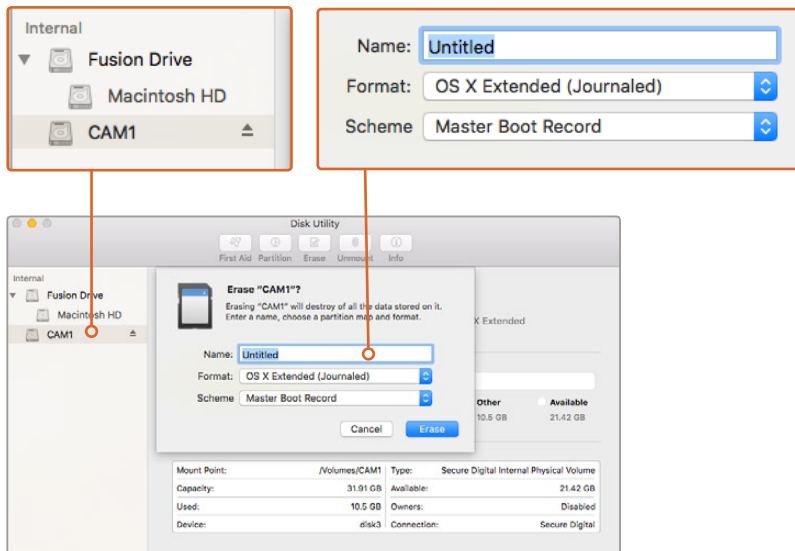 Internal
Fusion Drive
Macintosh HD
CAM1
Name: Untitled
Format: OS X Extended (Journaled)
Scheme Master Boot Record
Disk Utility
First Aid Partition Erase Unmount Info
Internal
Fusion Drive
Macintosh HD
CAM1
Erase “CAM1”?
Erasing “CAM1” will destroy of all the data stored on it.
Enter a name, choose a partition map and format.
X Extended
Name: Untitled
Format: OS X Extended (Journaled)
Scheme Master Boot Record
Other Available
10.5 GB 21.42 GB
Cancel Erase
Mount Point: /Volumes/CAM1 Type: Secure Digital Internal Physical Volume
Capacity: 31.91 GB Available: 21.42 GB
Used: 10.5 GB Owners: Disabled
Device: disk3 Connection: Secure Digital